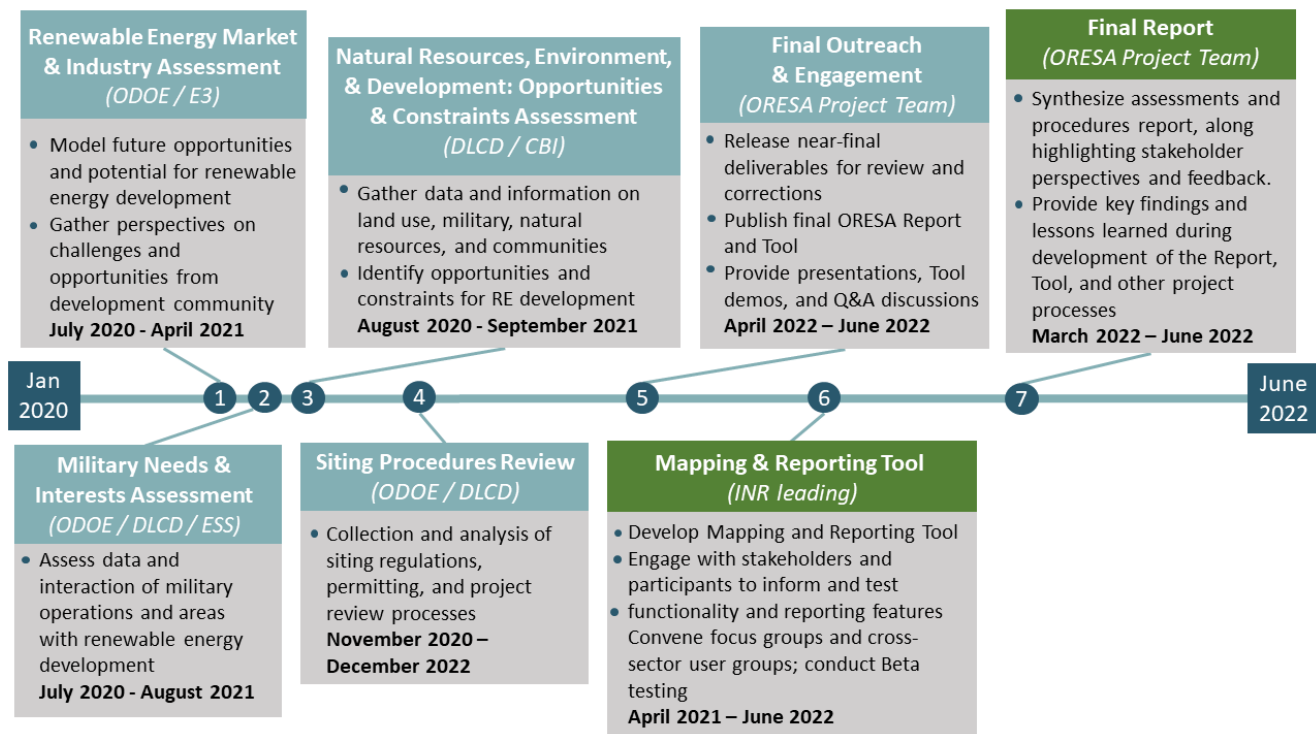 Renewable Energy Market
& Industry Assessment
(ODOE / E3)
• Model future opportunities
and potential for renewable
energy development
• Gather perspectives on
challenges and
opportunities from
development community
July 2020 - April 2021
Natural Resources, Environment,
& Development: Opportunities
& Constraints Assessment
(DLCD / CBI)
• Gather data and information on
land use, military, natural
resources, and communities
• Identify opportunities and
constraints for RE development
August 2020 - September 2021
Final Outreach
& Engagement
(ORESA Project Team)
• Release near-final
deliverables for review and
corrections
• Publish final ORESA Report
and Tool
• Provide presentations, Tool
demos, and Q&A discussions
April 2022 – June 2022
Final Report
(ORESA Project Team)
• Synthesize assessments and
procedures report, along
highlighting stakeholder
perspectives and feedback.
• Provide key findings and
lessons learned during
development of the Report,
Tool, and other project
processes
March 2022 – June 2022
Jan
2020
1
2
3
4
5
6
7
June
2022
Military Needs &
Interests Assessment
(ODOE / DLCD / ESS)
• Assess data and
interaction of military
operations and areas
with renewable energy
development
July 2020 - August 2021
Siting Procedures Review
(ODOE / DLCD)
• Collection and analysis of
siting regulations,
permitting, and project
review processes
November 2020 –
December 2022
Mapping & Reporting Tool
(INR leading)
• Develop Mapping and Reporting Tool
• Engage with stakeholders and
participants to inform and test
• functionality and reporting features
Convene focus groups and cross-
sector user groups; conduct Beta
testing
April 2021 – June 2022